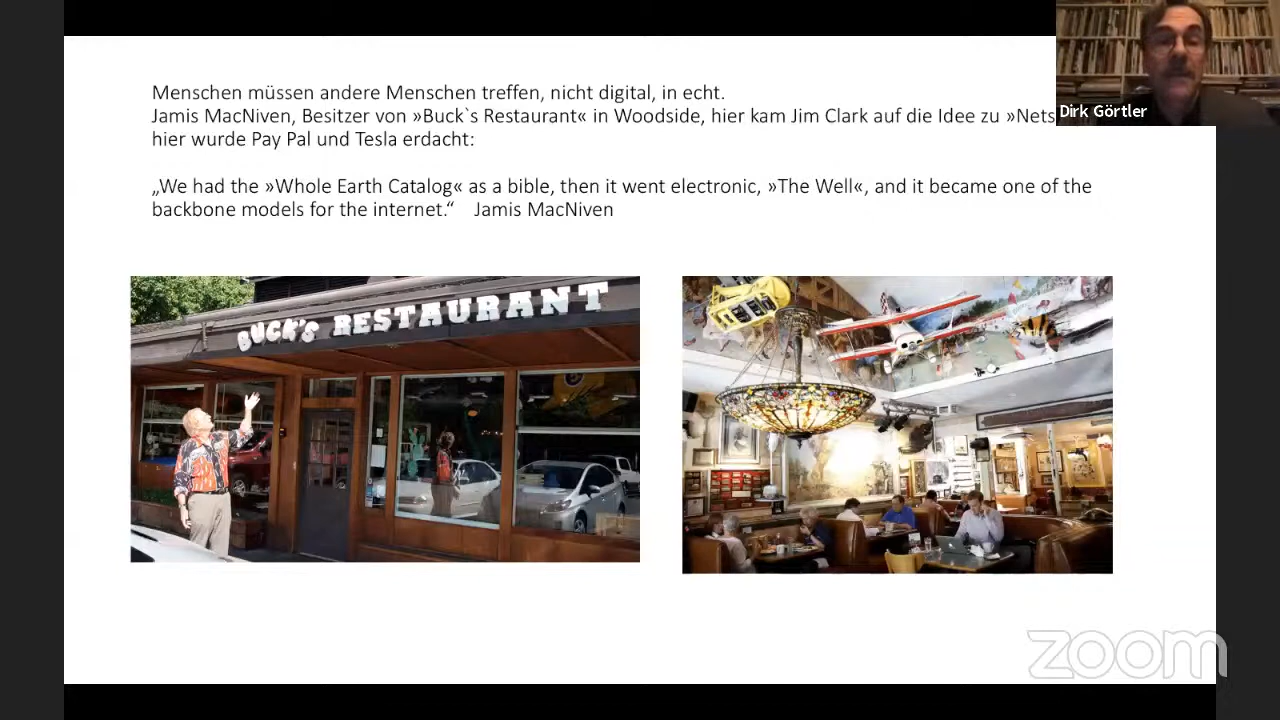 Menschen müssen andere Menschen treffen, nicht digital, in echt.
Jamis MacNiven, Besitzer von »Buck`s Restaurant« in Woodside, hier kam Jim Clark auf die Idee zu »Nets
hier wurde Pay Pal und Tesla erdacht:
„We had the »Whole Earth Catalog« as a bible, then it went electronic, »The Well«, and it became one of the
backbone models for the internet.“ Jamis MacNiven
Dirk Görtler
BUCK'S RESTAURANT
zoom